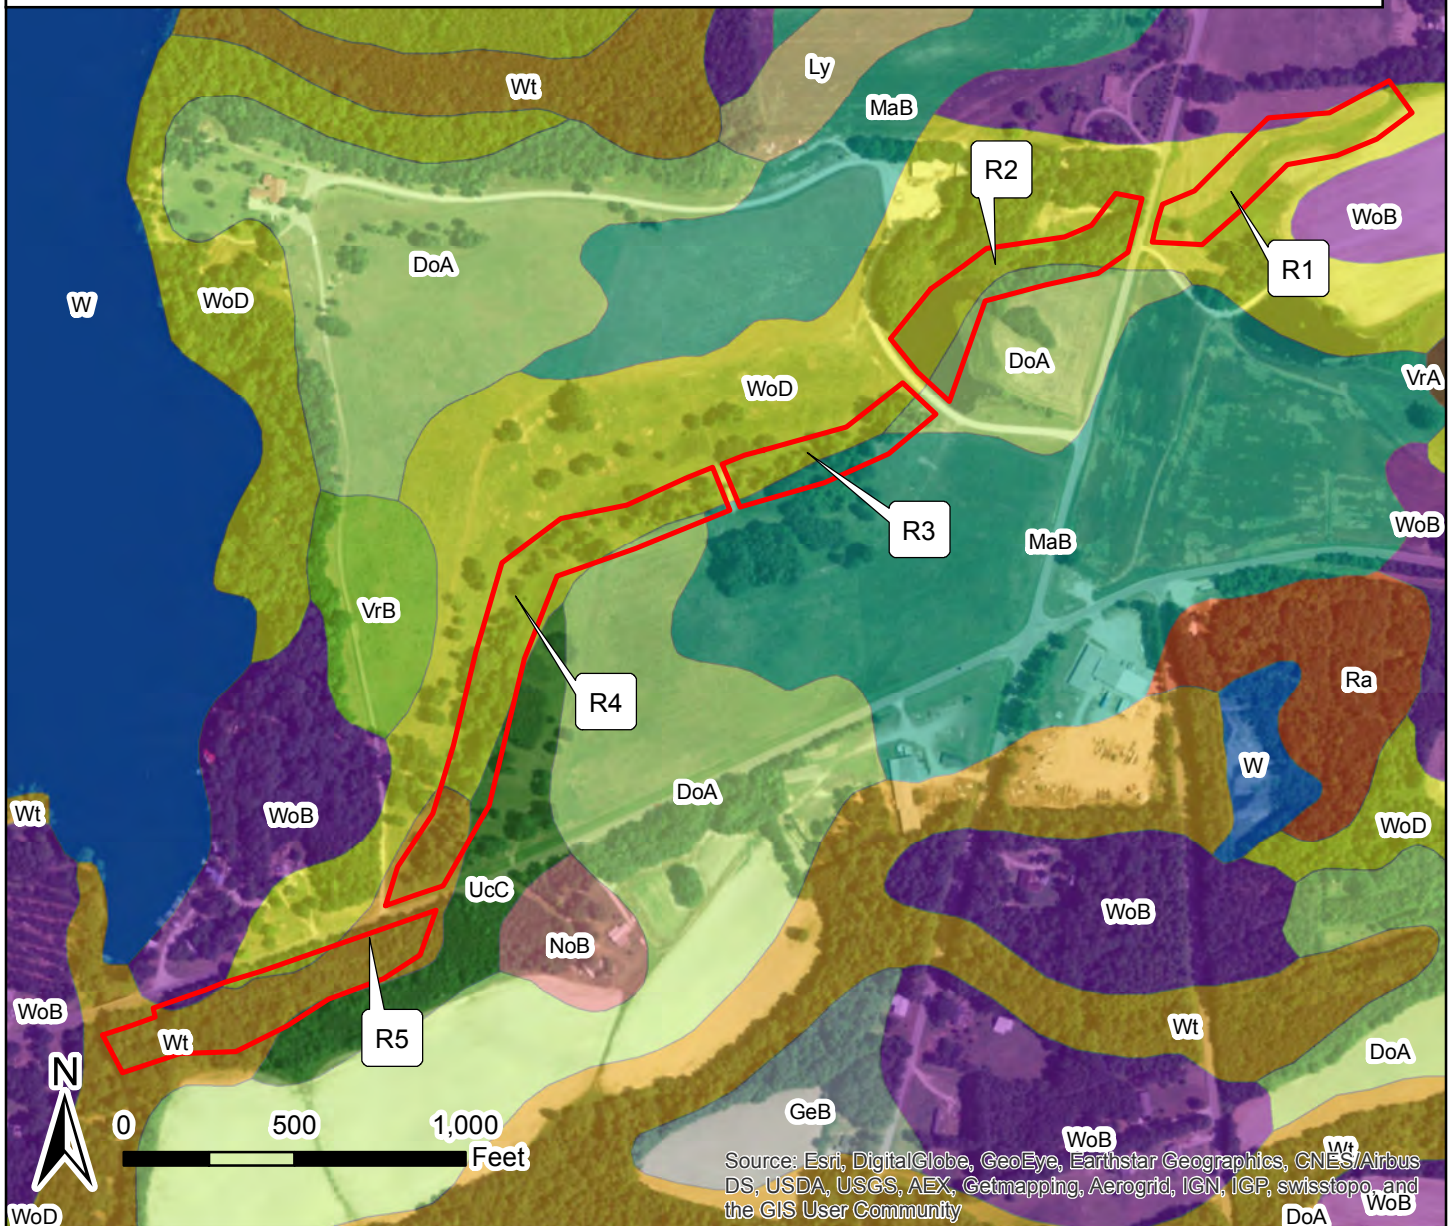 Wt
Ly
MaB
R2
WoB
R1
DoA
WoD
W
DoA
VrA
WoD
R3
WoB
MaB
VrB
Ra
R4
W
DoA
Wt
WoB
WoD
UcC
WoB
NoB
WoB
Wt
R5
Wt
DoA
N
GeB
0 500 1,000
Feet
WoB
Wt
Source: Esri, DigitalGlobe, GeoEye, Earthstar Geographics, CNES/Airbus
DS, USDA, USGS, AEX, Getmapping, Aerogrid, IGN, IGP, swisstopo, and
the GIS User Community
WoB
WoD
DoA